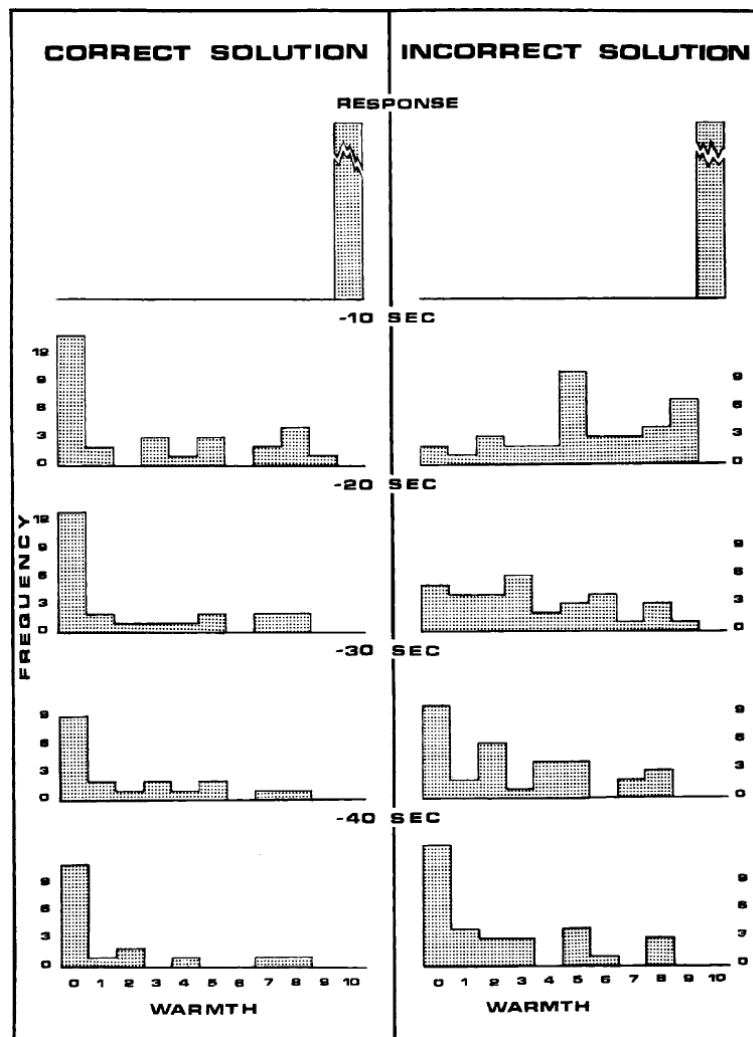 CORRECT SOLUTION
INCORRECT SOLUTION
RESPONSE
-10 SEC
12
9
6
3
0
9
6
3
0
-20 SEC
FREQUENCY
12
9
6
3
0
9
6
3
0
-30 SEC
9
6
3
0
9
6
3
0
-40 SEC
9
6
3
0
9
6
3
0
0 1 2 3 4 5 6 7 8 9 10
0 1 2 3 4 5 6 7 8 9 10
WARMTH
WARMTH